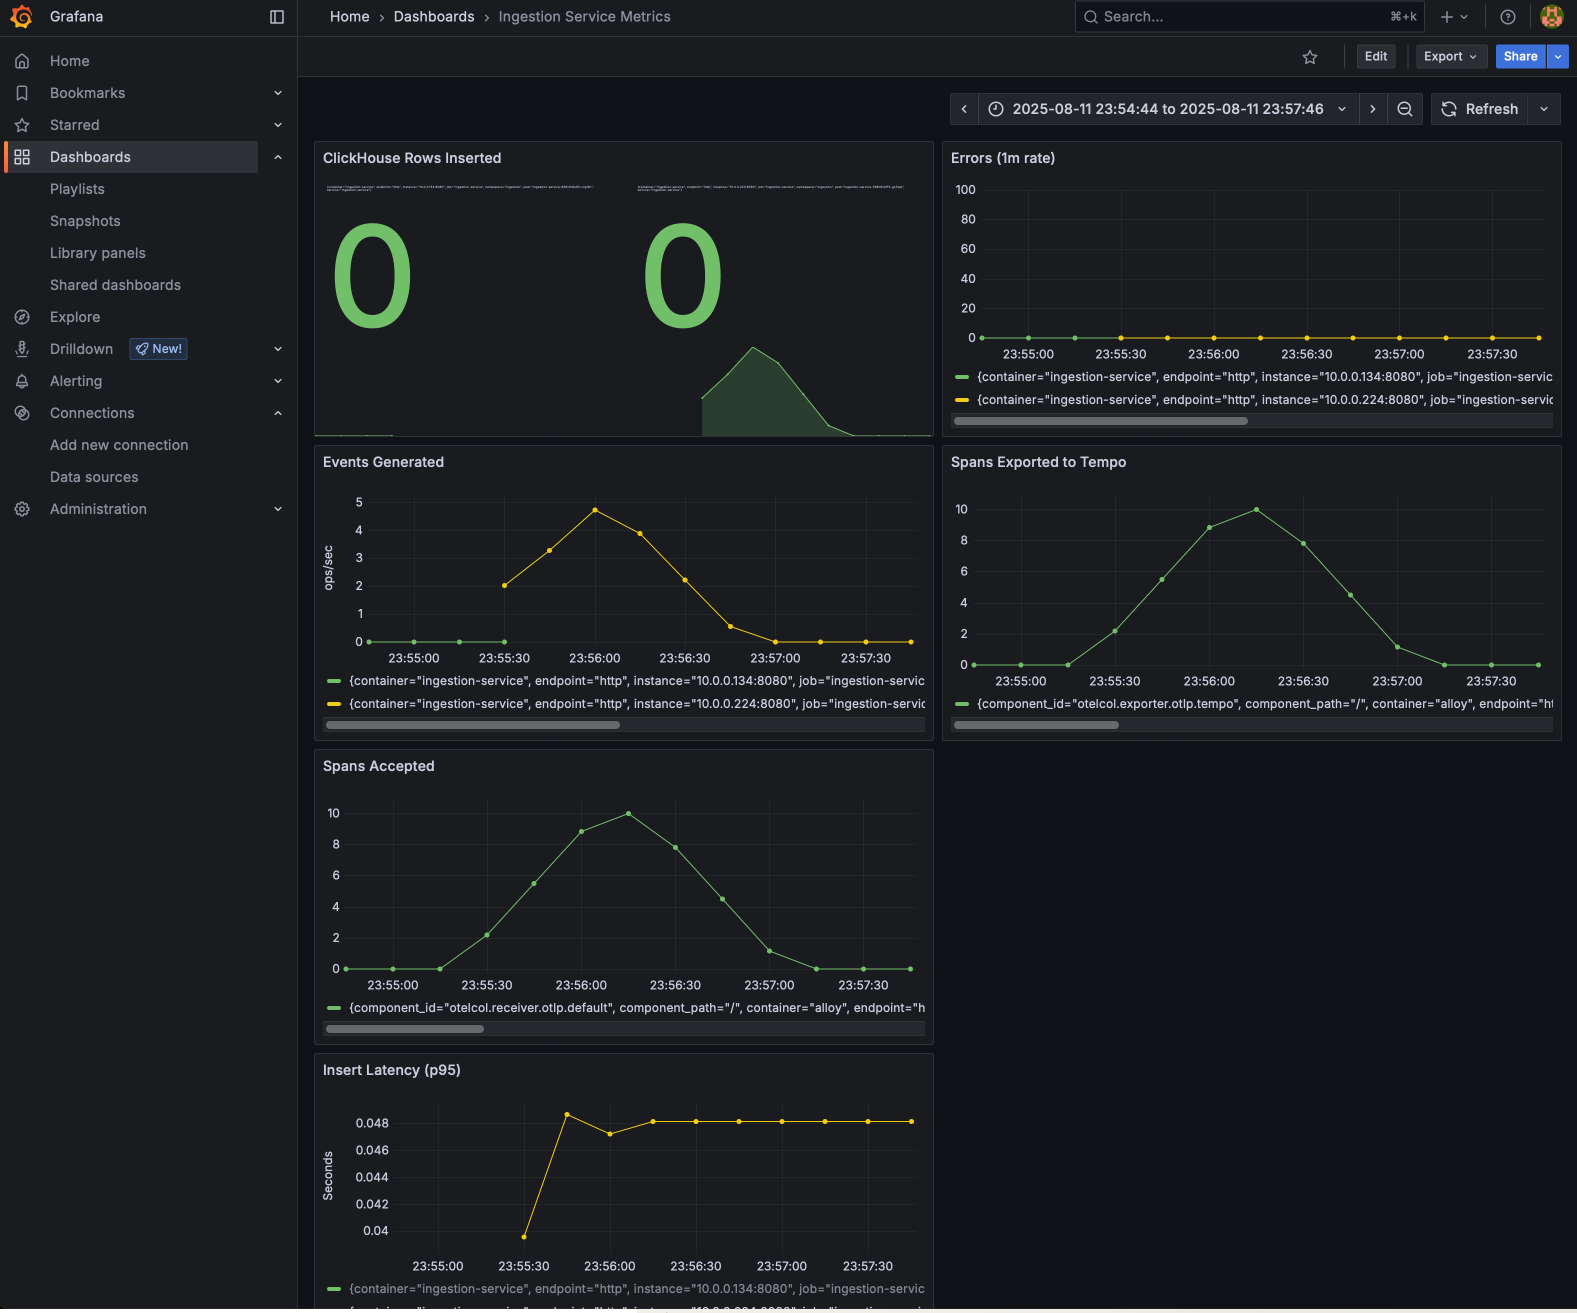 Grafana
Home › Dashboards › Ingestion Service Metrics
Search...
⌘+k
Edit
Export
Share
Home
Bookmarks
Starred
Dashboards
Playlists
Snapshots
Library panels
Shared dashboards
Explore
Drilldown
New!
Alerting
Connections
Add new connection
Data sources
Administration
2025-08-11 23:54:44 to 2025-08-11 23:57:46
Refresh
ClickHouse Rows Inserted
0
0
Errors (1m rate)
100
80
60
40
20
0
23:55:00 23:55:30 23:56:00 23:56:30 23:57:00 23:57:30
{container="ingestion-service", endpoint="http", instance="10.0.0.134:8080", job="ingestion-servic
{container="ingestion-service", endpoint="http", instance="10.0.0.224:8080", job="ingestion-servic
Events Generated
ops/sec
5
4
3
2
1
0
23:55:00 23:55:30 23:56:00 23:56:30 23:57:00 23:57:30
{container="ingestion-service", endpoint="http", instance="10.0.0.134:8080", job="ingestion-servic
{container="ingestion-service", endpoint="http", instance="10.0.0.224:8080", job="ingestion-servic
Spans Exported to Tempo
10
8
6
4
2
0
23:55:00 23:55:30 23:56:00 23:56:30 23:57:00 23:57:30
{component_id="otelcol.exporter.otlp.tempo", component_path="/", container="alloy", endpoint="ht
Spans Accepted
10
8
6
4
2
0
23:55:00 23:55:30 23:56:00 23:56:30 23:57:00 23:57:30
{component_id="otelcol.receiver.otlp.default", component_path="/", container="alloy", endpoint="h
Insert Latency (p95)
Seconds
0.048
0.046
0.044
0.042
0.04
23:55:00 23:55:30 23:56:00 23:56:30 23:57:00 23:57:30
{container="ingestion-service", endpoint="http", instance="10.0.0.134:8080", job="ingestion-servic